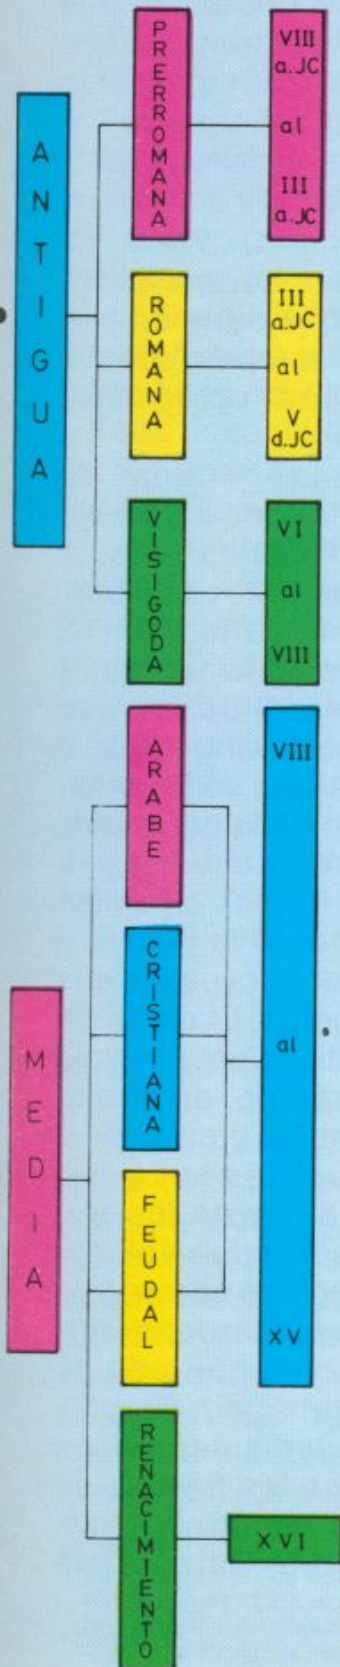 ANTIGUA
PRERROMANA
VIII
a.JC
al
III
a.JC
ROMANA
III
a.JC
al
V
d.JC
VISIGODA
VI
al
VIII
MEDIA
ARABE
CRISTIANA
FEUDAL
VIII
al
XV
RENACIMIENTO
XVI